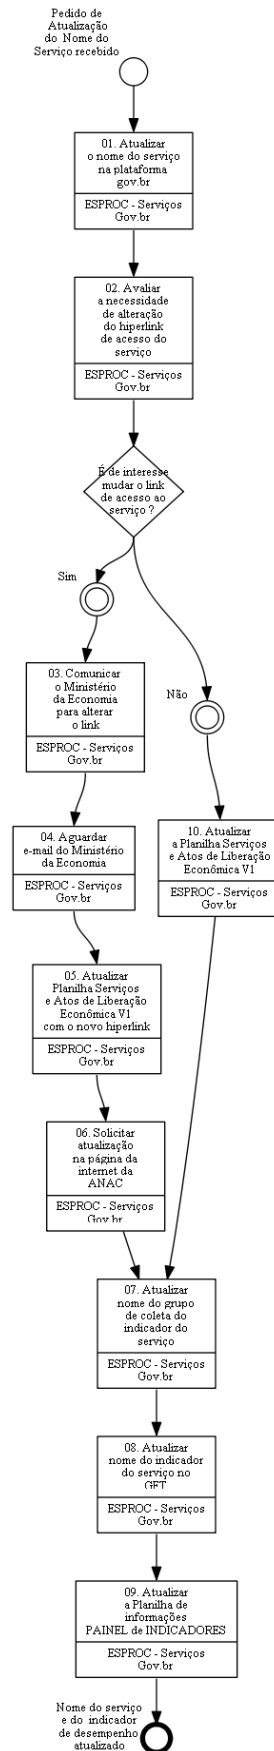 Pedido de
Atualização
do Nome do
Serviço recebido
01. Atualizar
o nome do serviço
na plataforma
gov.br
ESPROC - Serviços
Gov.br
02. Avaliar
a necessidade
de alteração
do hiperlink
de acesso do
serviço
ESPROC - Serviços
Gov.br
É de interesse
mudar o link
de acesso ao
serviço ?
Sim
03. Comunicar
o Ministério
da Economia
para alterar
o link
ESPROC - Serviços
Gov.br
Não
04. Aguardar
e-mail do Ministério
da Economia
ESPROC - Serviços
Gov.br
10. Atualizar
a Planilha Serviços
e Atos de Liberação
Econômica V1
ESPROC - Serviços
Gov.br
05. Atualizar
Planilha Serviços
e Atos de Liberação
Econômica V1
com o novo hiperlink
ESPROC - Serviços
Gov.br
06. Solicitar
atualização
na página da
internet da
ANAC
ESPROC - Serviços
Gov.br
07. Atualizar
nome do grupo
de coleta do
indicador do
serviço
ESPROC - Serviços
Gov.br
08. Atualizar
nome do indicador
do serviço no
GFT
ESPROC - Serviços
Gov.br
09. Atualizar
a Planilha de
informações
PAINEL de INDICADORES
ESPROC - Serviços
Gov.br
Nome do serviço
e do indicador
de desempenho
atualizado